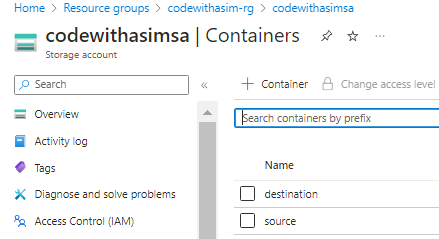 Home > Resource groups > codewithasim-rg > codewithasimsa
codewithasimsa | Containers
Storage account
Search
+ Container Change access level
Search containers by prefix
Overview
Activity log
Tags
Diagnose and solve problems
Access Control (IAM)
Name
destination
source